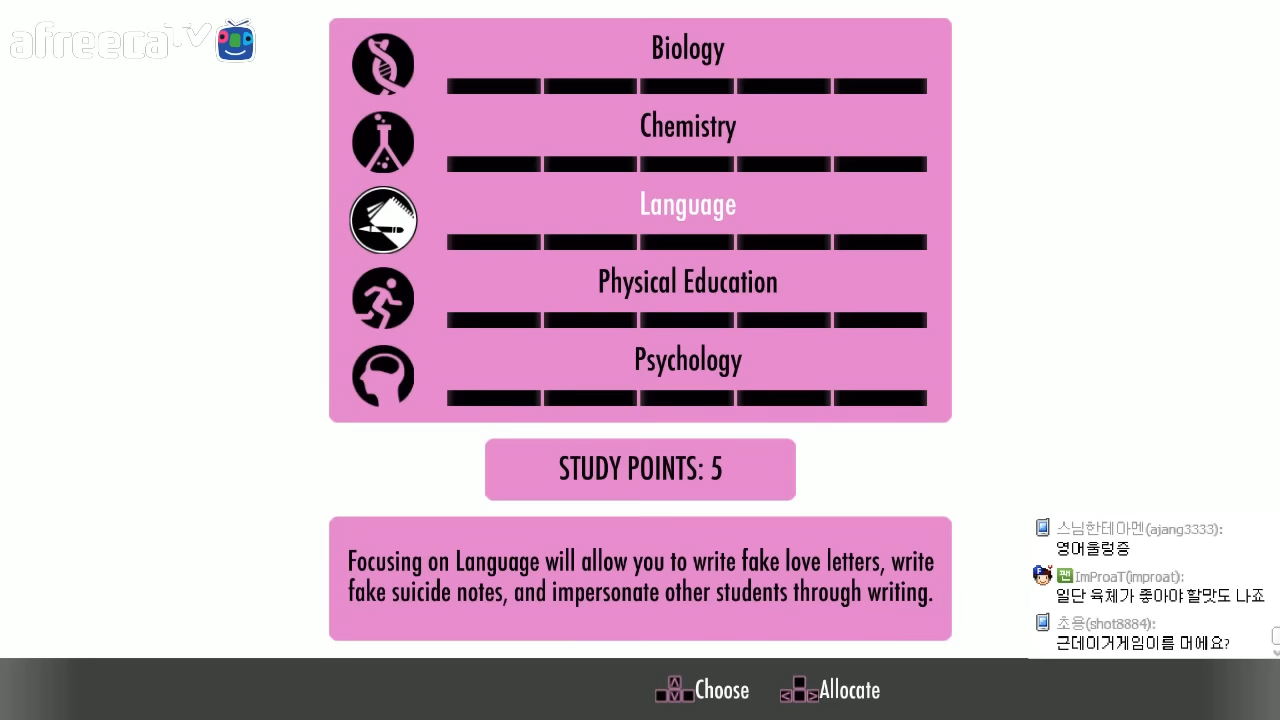 afreecaTV
Biology
Chemistry
Language
Physical Education
Psychology
STUDY POINTS: 5
Focusing on Language will allow you to write fake love letters, write
fake suicide notes, and impersonate other students through writing.
스님한테아멘(ajang3333):
영어울렁증
팬 ImProaT(improat):
일단 육체가 좋아야 할맛도 나죠
초용(shot8884):
근데이거게임이름 머에요?
Choose
Allocate